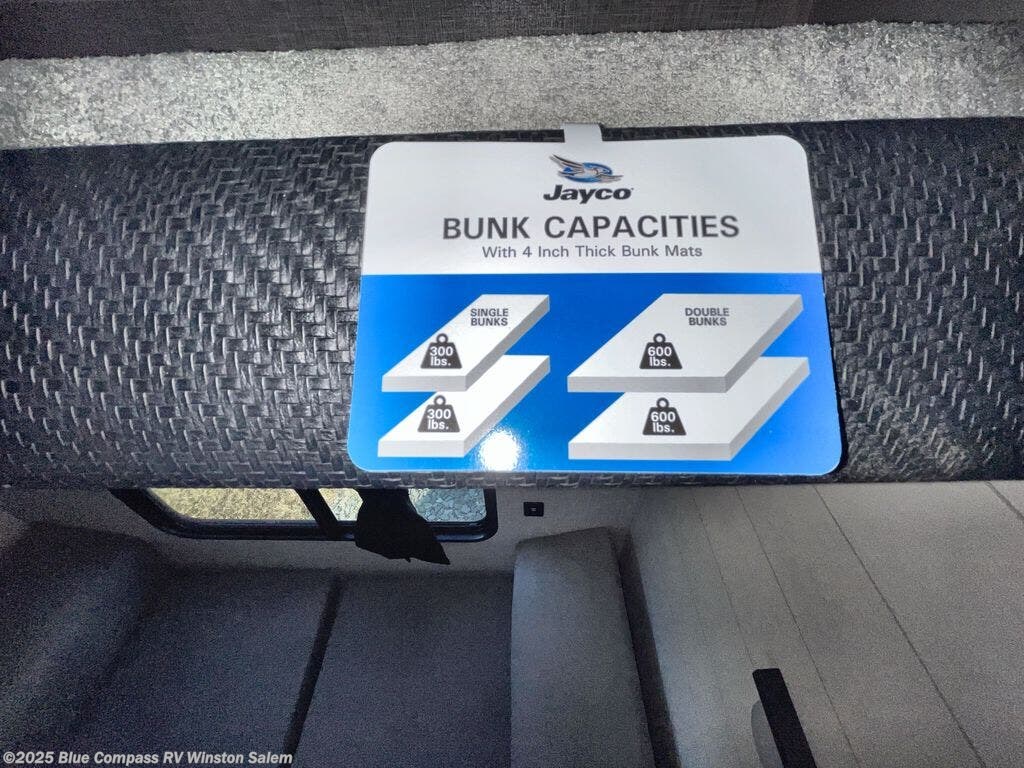 Jayco
BUNK CAPACITIES
With 4 Inch Thick Bunk Mats
SINGLE
BUNKS
300
lbs.
300
lbs.
DOUBLE
BUNKS
600
lbs.
600
lbs.
©2025 Blue Compass RV Winston Salem